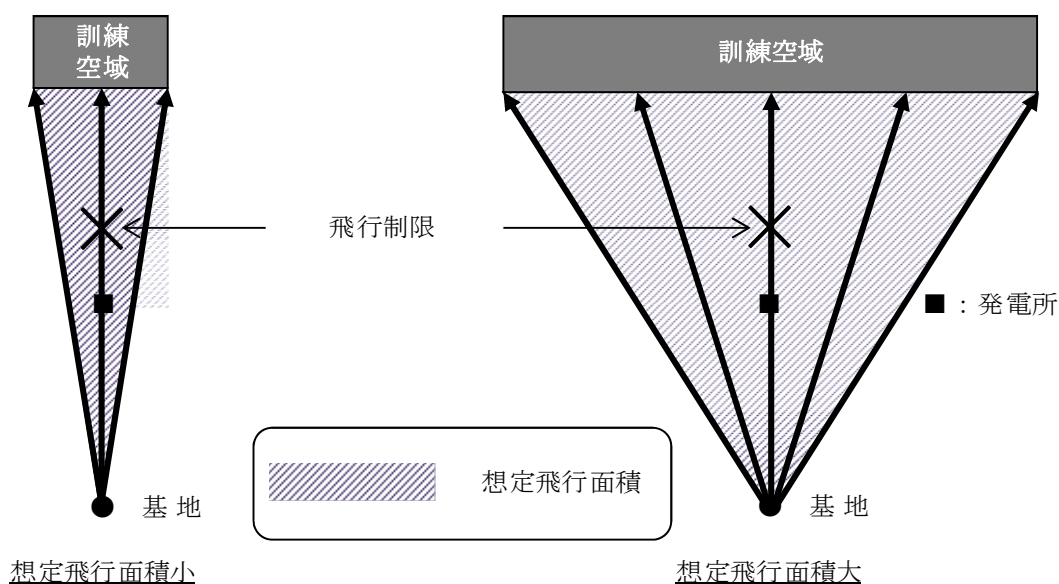 訓練
空域
訓練空域
飛行制限
■：発電所
想定飛行面積
基 地
基 地
想定飛行面積小
想定飛行面積大